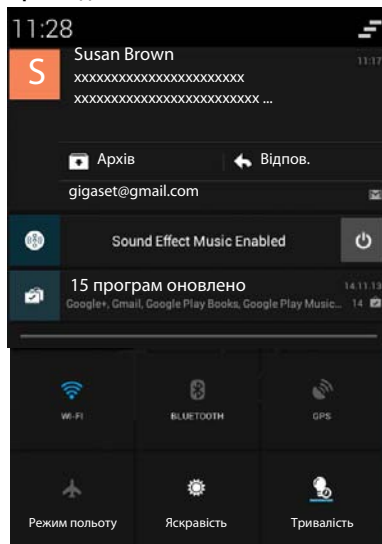 11:28
S
Susan Brown
11:17
xxxxxxxxxxxxxxxxxxxxxxxx
xxxxxxxxxxxxxxxxxxxxxxxxxx ...
Архів
Відпов.
gigaset@gmail.com
Sound Effect Music Enabled
15 програм оновлено
14.11.13
Google+, Gmail, Google Play Books, Google Play Music... 14
WI-FI
BLUETOOTH
GPS
Режим польоту
Яскравість
Тривалість